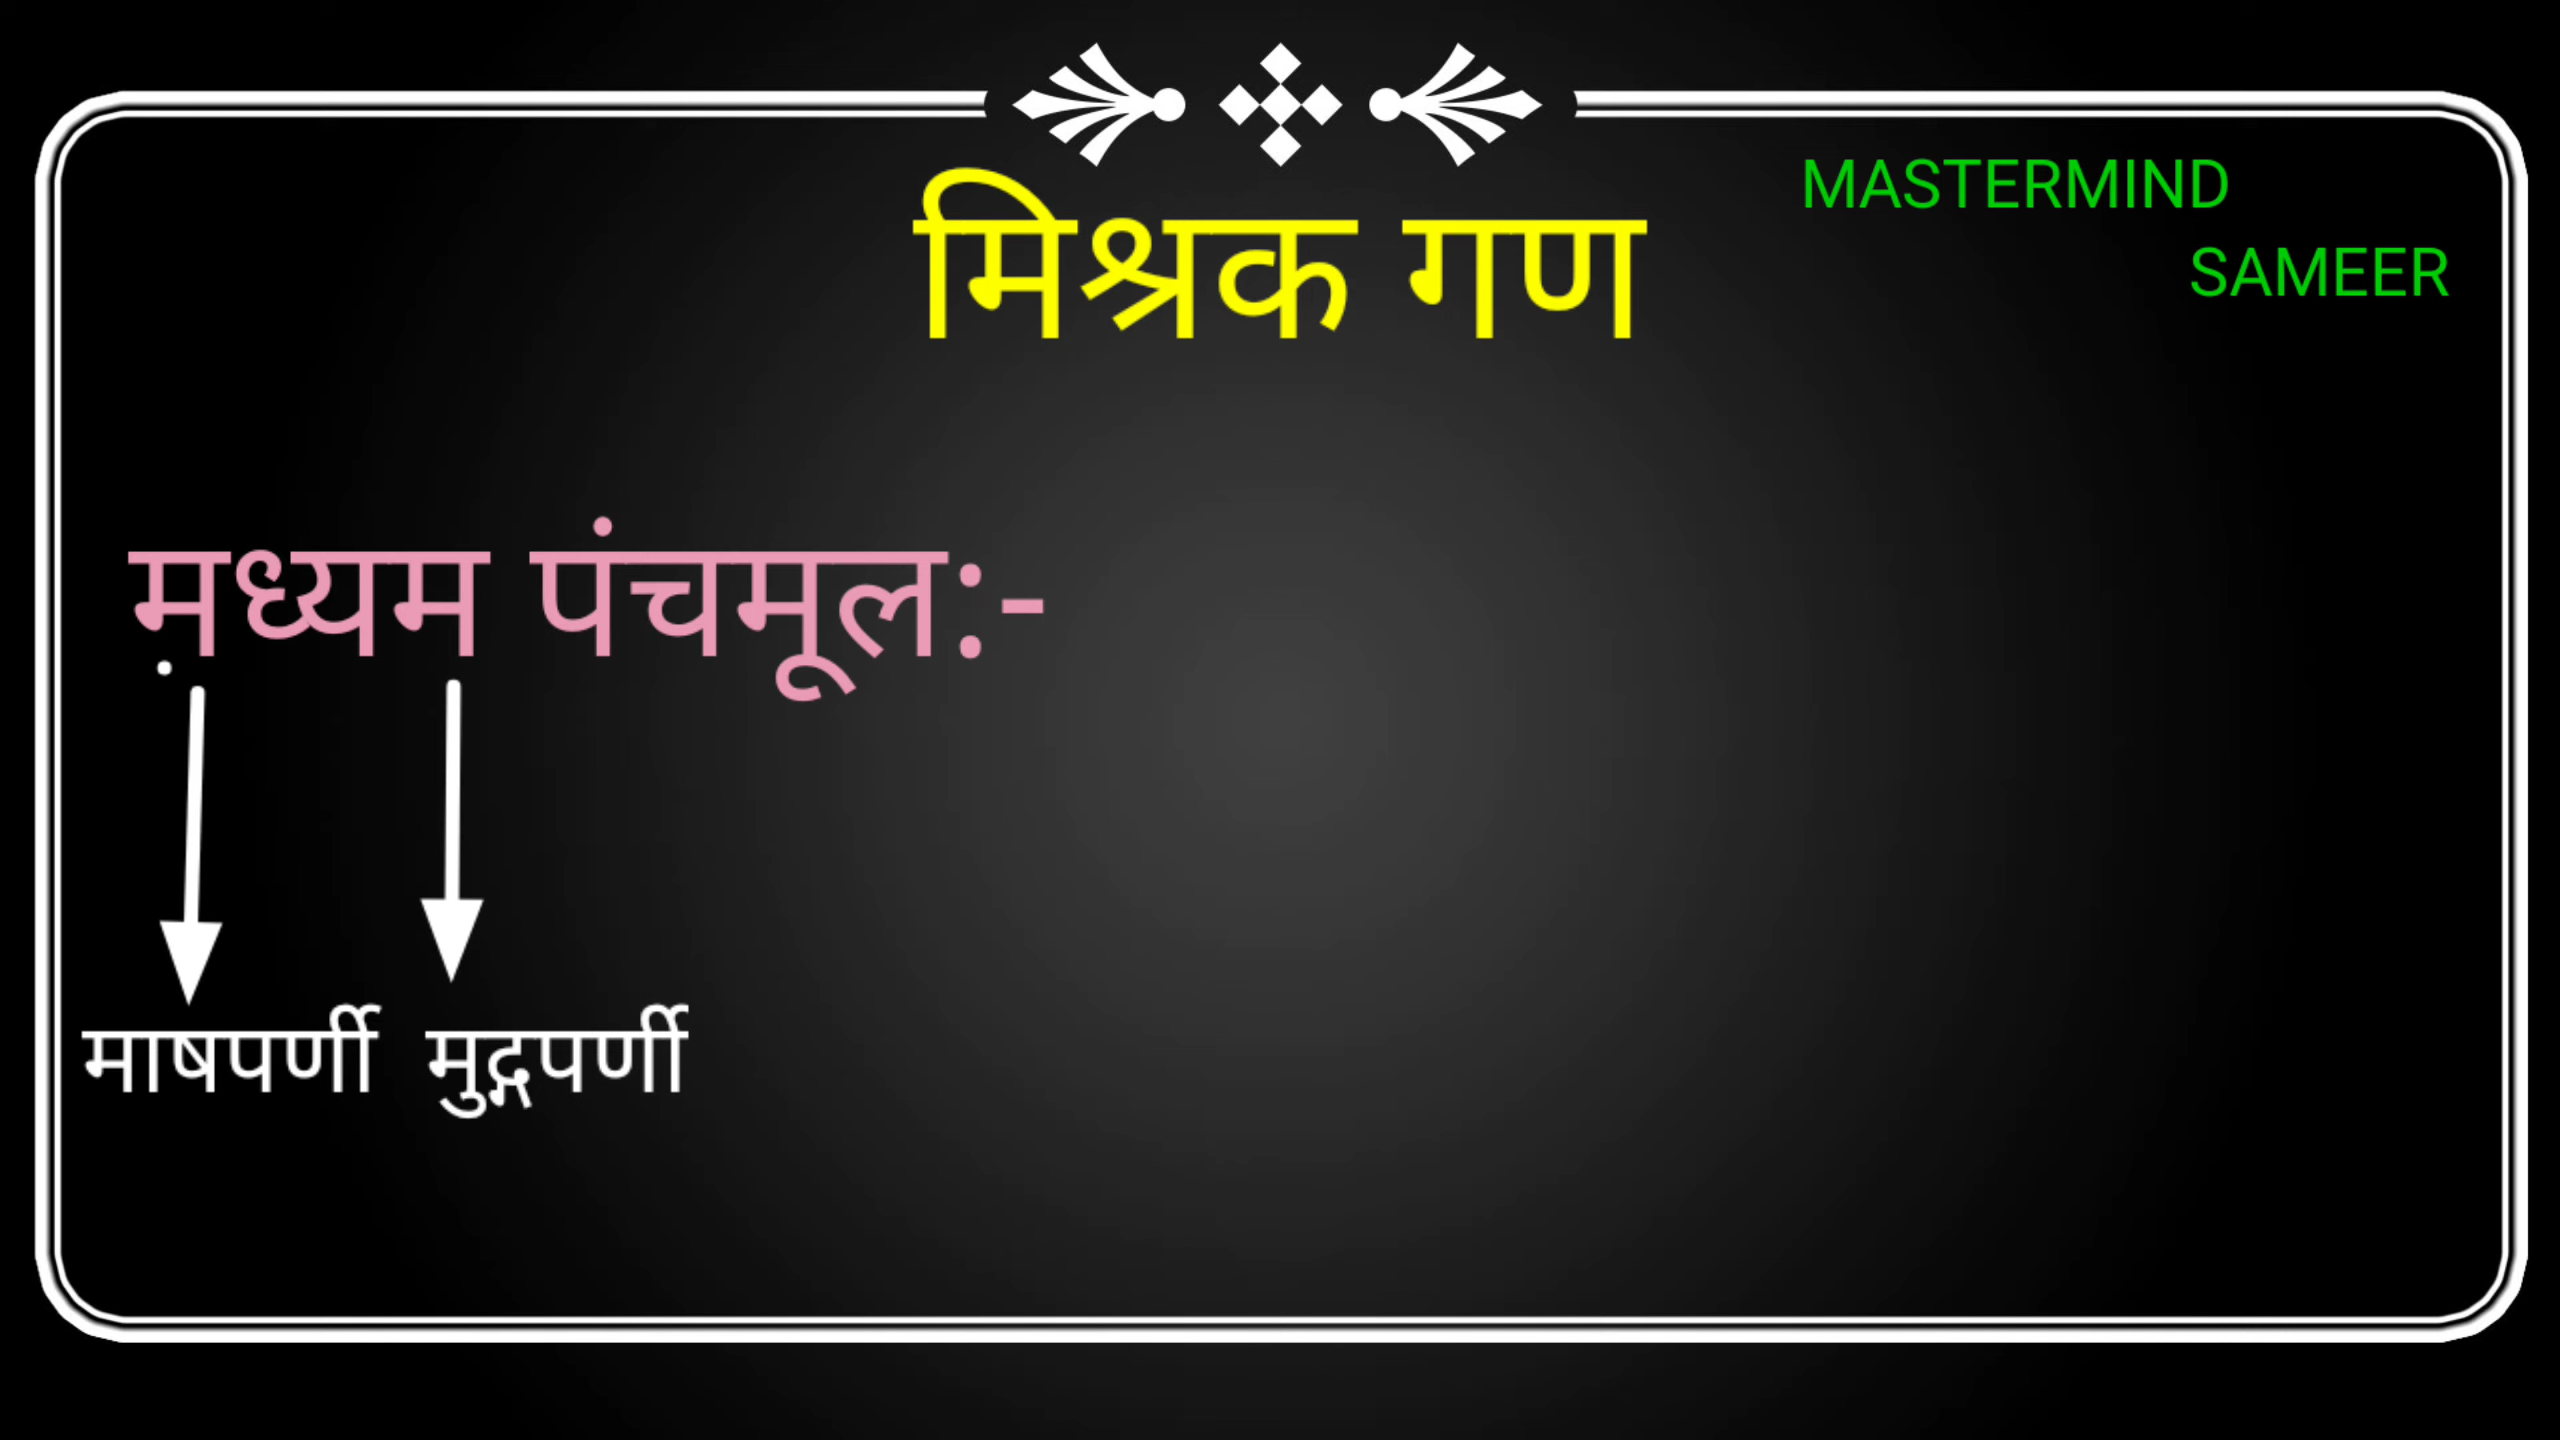 MASTERMIND
SAMEER
मिश्रक गण
मध्यम पंचमूल:-
माषपर्णी मुद्गपर्णी